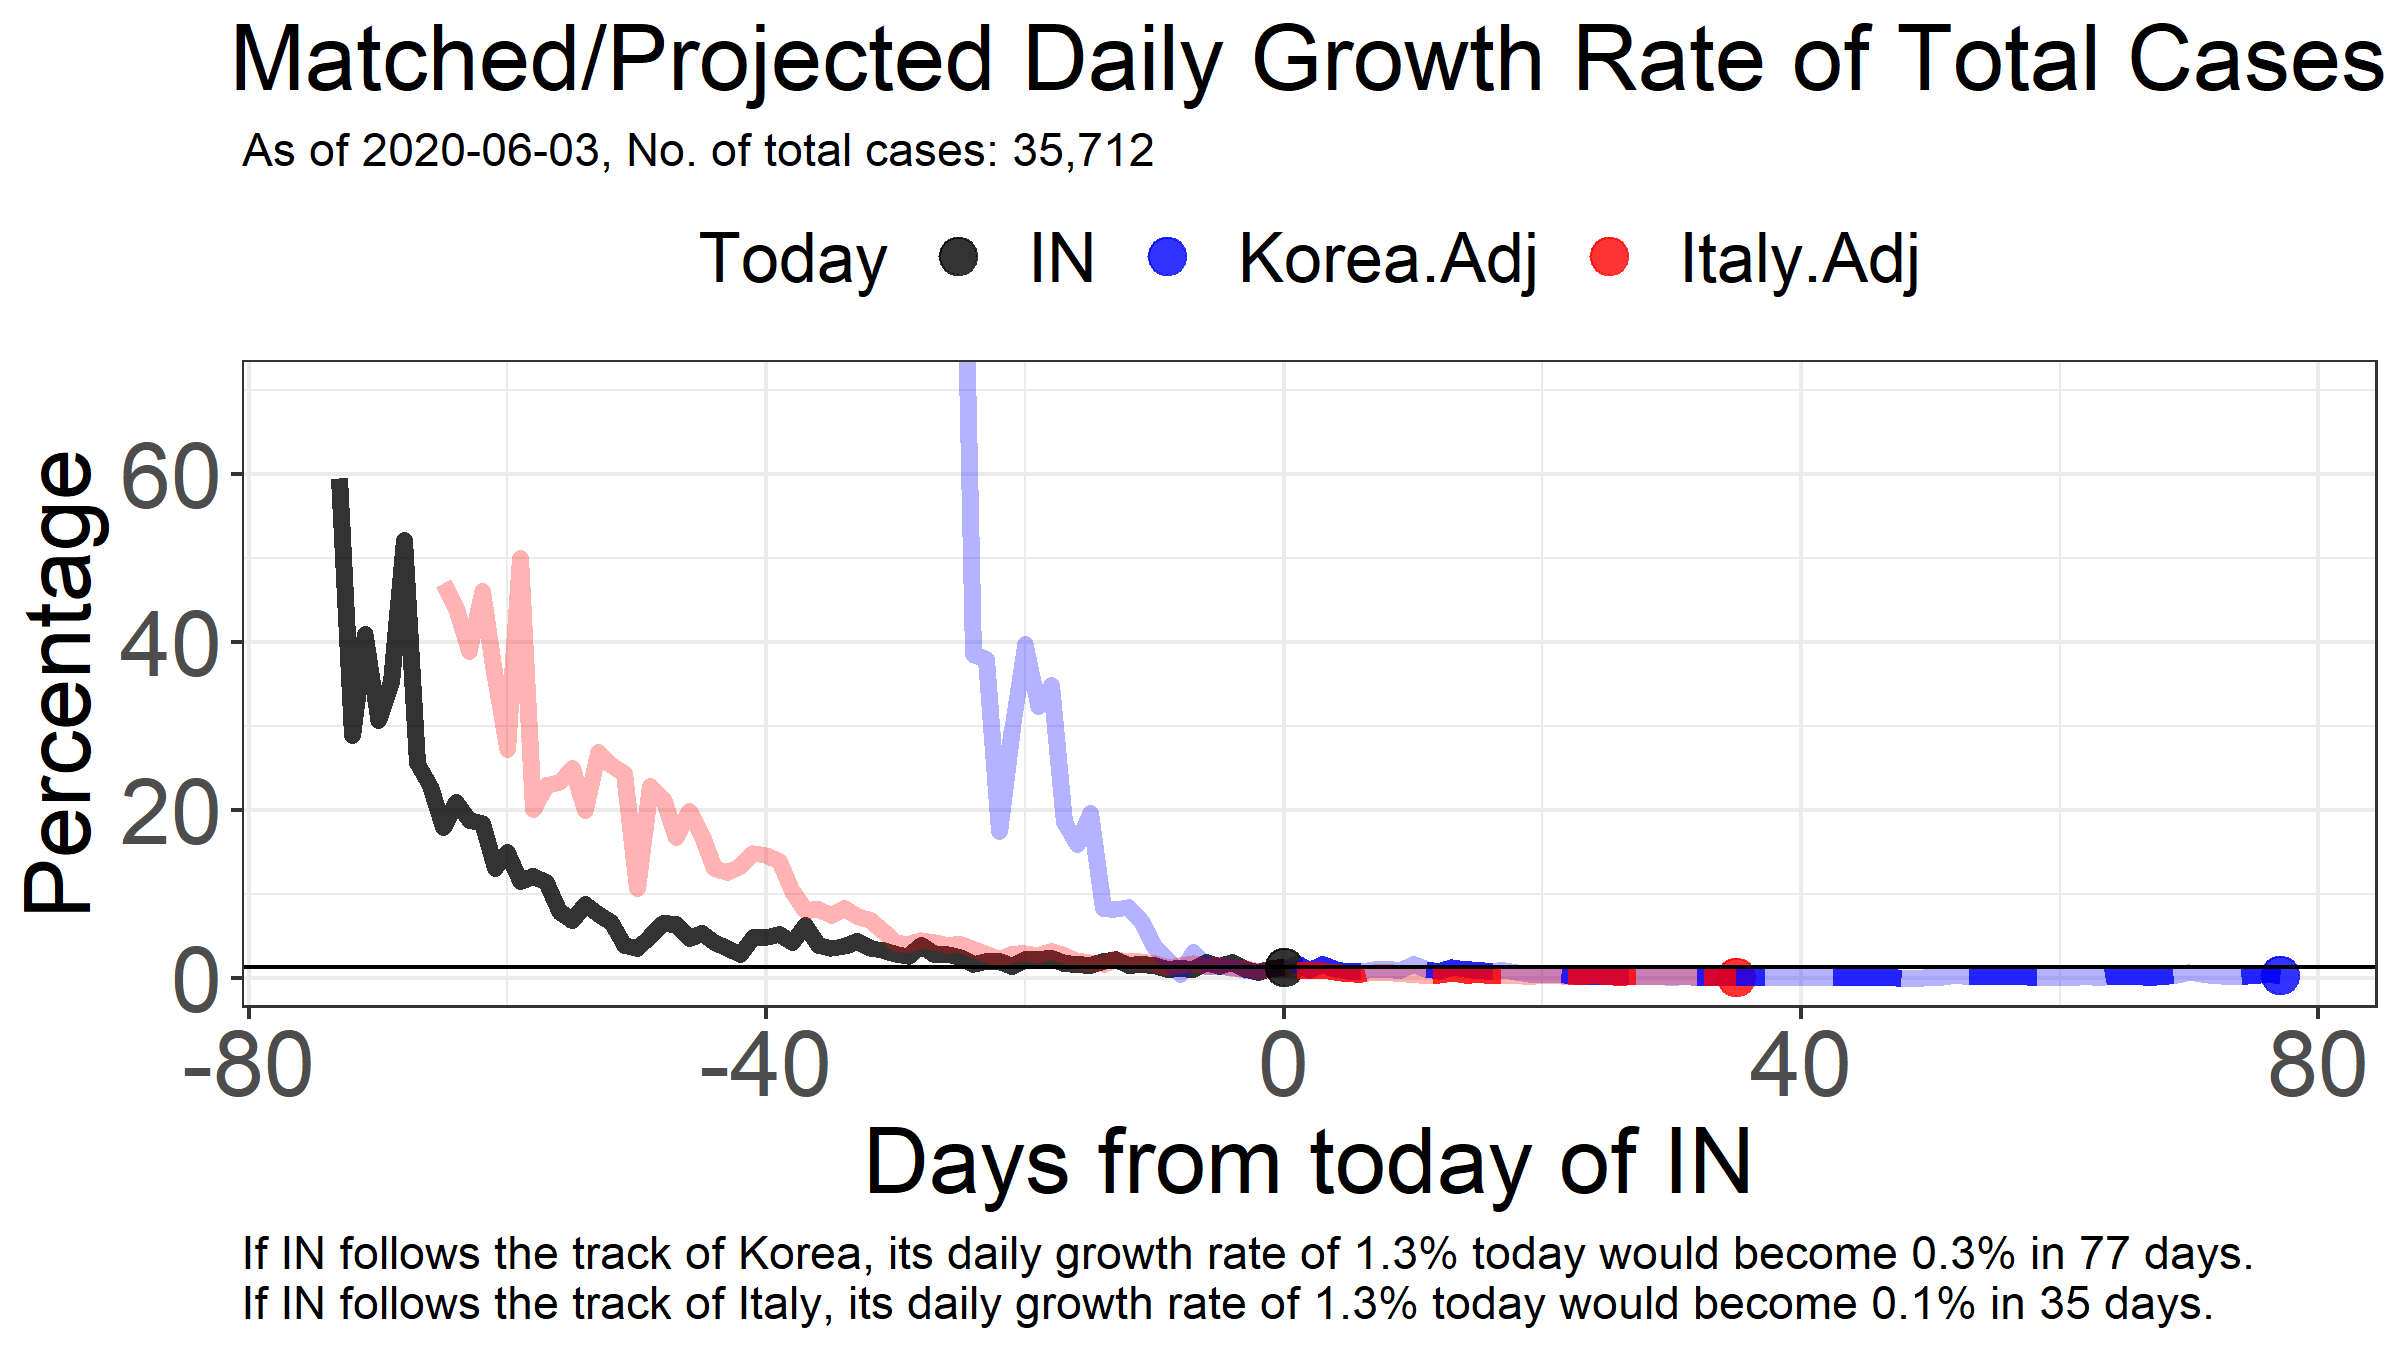 Matched/Projected Daily Growth Rate of Total Cases
As of 2020-06-03, No. of total cases: 35,712
Today IN Korea.Adj Italy.Adj
Percentage
60
40
20
0
-80 -40 0 40 80
Days from today of IN
If IN follows the track of Korea, its daily growth rate of 1.3% today would become 0.3% in 77 days.
If IN follows the track of Italy, its daily growth rate of 1.3% today would become 0.1% in 35 days.